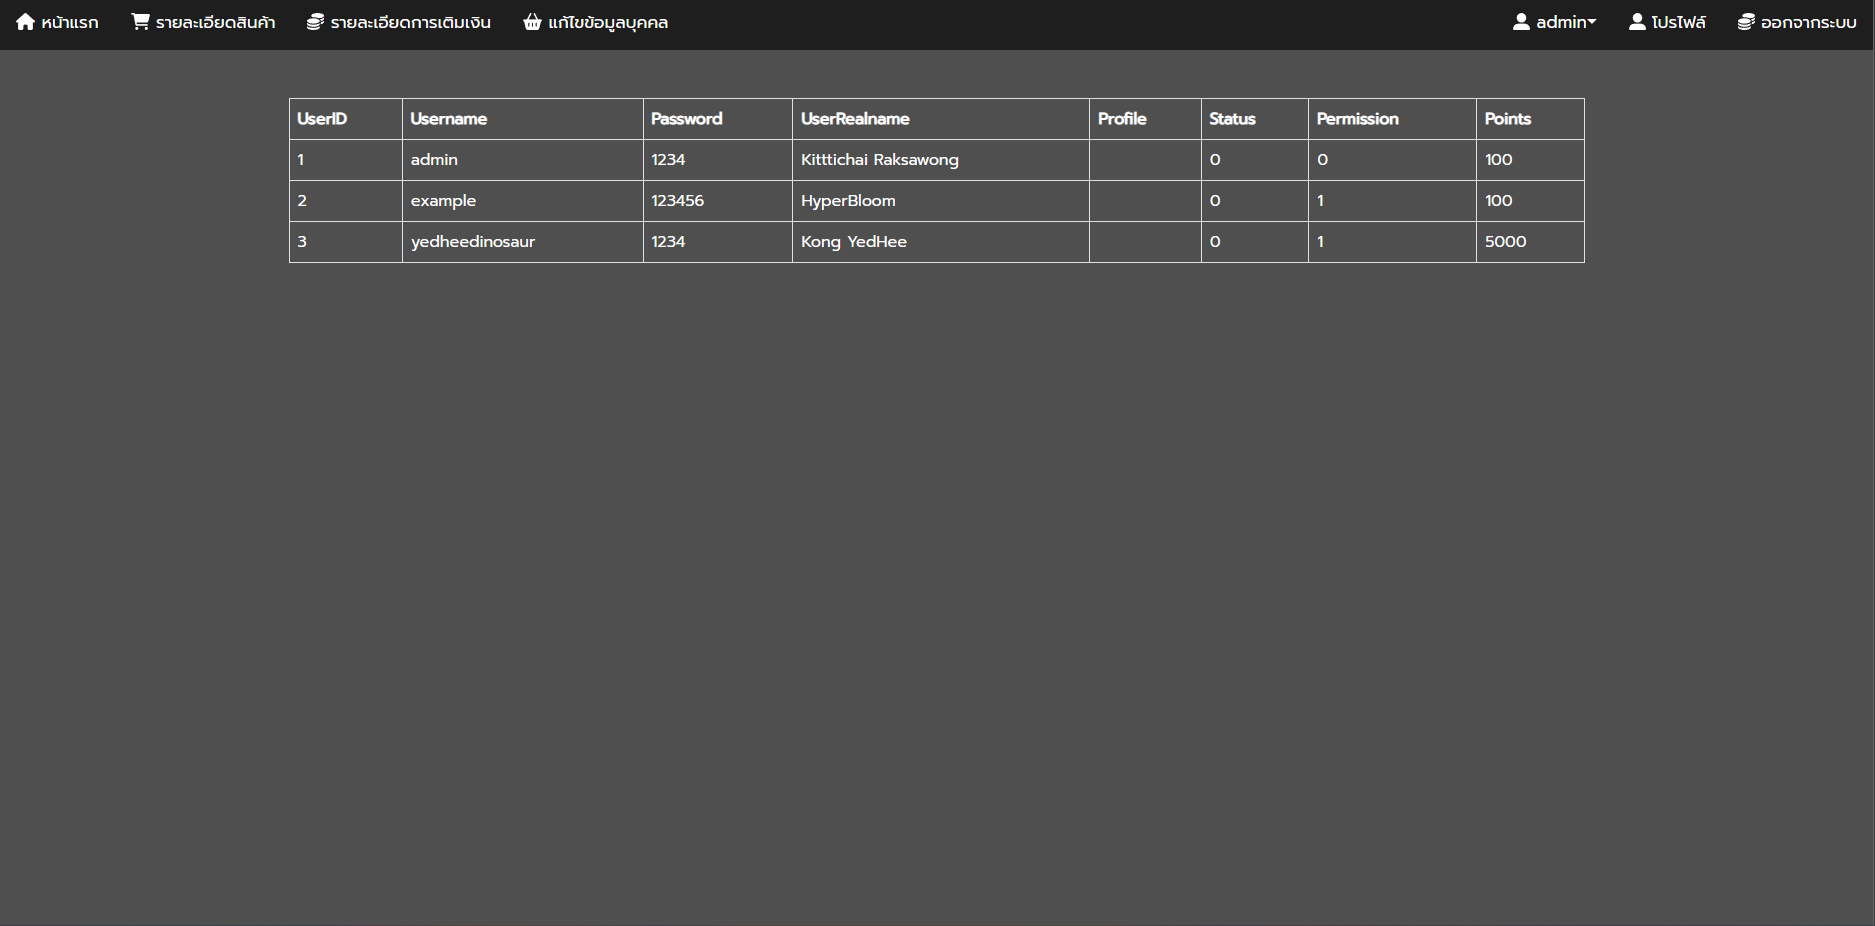 หน้าแรก รายละเอียดสินค้า รายละเอียดการเติมเงิน แก้ไขข้อมูลบุคคล admin โปรไฟล์ ออกจากระบบ
UserID Username Password UserRealname Profile Status Permission Points
1 admin 1234 Kitttichai Raksawong 0 0 100
2 example 123456 HyperBloom 0 1 100
3 yedheedinosaur 1234 Kong YedHee 0 1 5000